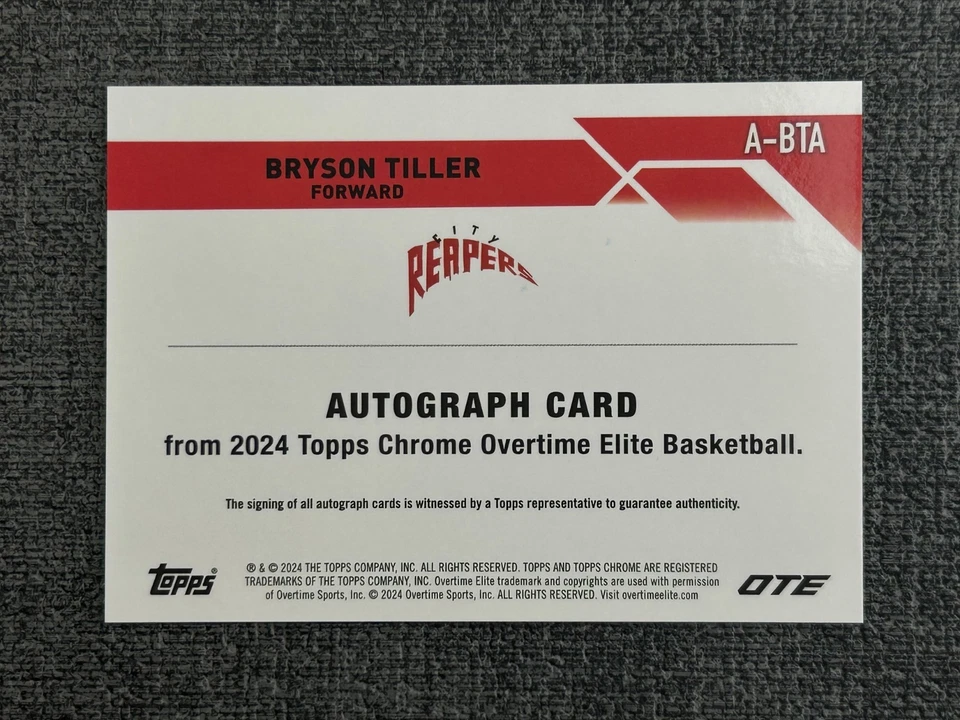 A-BTA
BRYSON TILLER
FORWARD
CITY
REAPERS
AUTOGRAPH CARD
from 2024 Topps Chrome Overtime Elite Basketball.
The signing of all autograph cards is witnessed by a Topps representative to guarantee authenticity.
Topps®
® & © 2024 THE TOPPS COMPANY, INC. ALL RIGHTS RESERVED. TOPPS AND TOPPS CHROME ARE REGISTERED
TRADEMARKS OF THE TOPPS COMPANY, INC. Overtime Elite trademark and copyrights are used with permission
of Overtime Sports, Inc. © 2024 Overtime Sports, Inc. ALL RIGHTS RESERVED. Visit overtimeelite.com
OTE